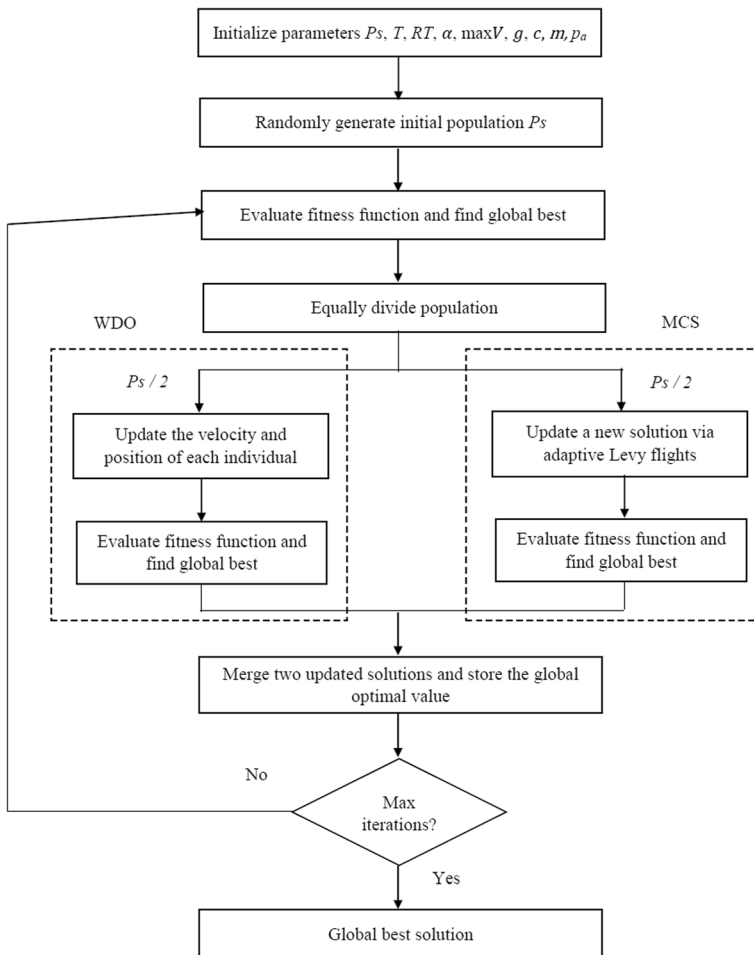 Initialize parameters Ps, T, RT, α, maxV, g, c, m, pₐ
Randomly generate initial population Ps
Evaluate fitness function and find global best
Equally divide population
WDO
MCS
Ps / 2
Ps / 2
Update the velocity and
position of each individual
Update a new solution via
adaptive Levy flights
Evaluate fitness function and
find global best
Evaluate fitness function and
find global best
Merge two updated solutions and store the global
optimal value
No
Max
iterations?
Yes
Global best solution